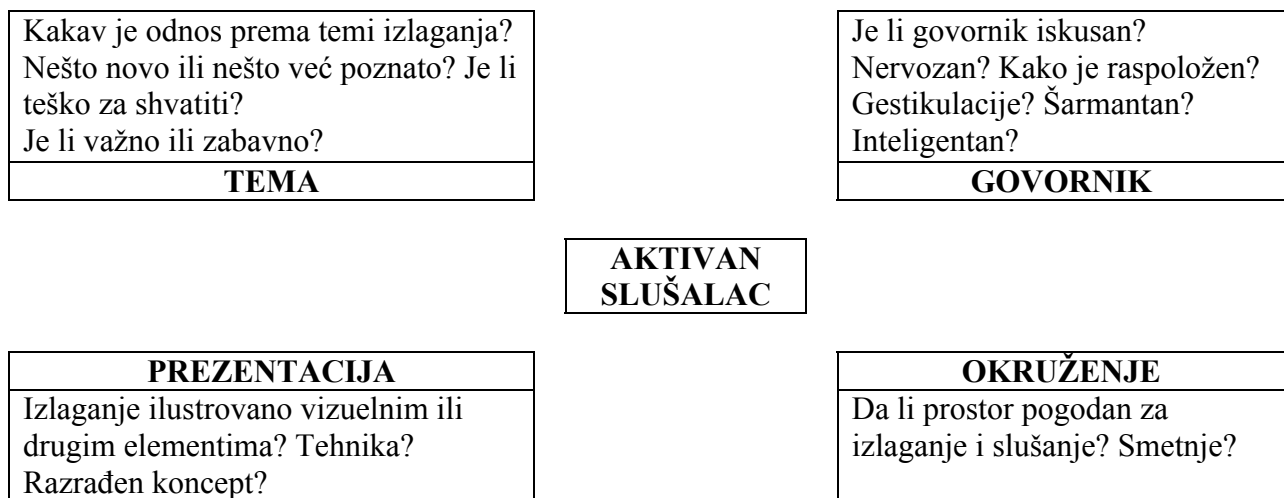 Kakav je odnos prema temi izlaganja?
Nešto novo ili nešto već poznato? Je li
teško za shvatiti?
Je li važno ili zabavno?
TEMA
Je li govornik iskusan?
Nervozan? Kako je raspoložen?
Gestikulacije? Šarmantan?
Inteligentan?
GOVORNIK
AKTIVAN
SLUŠALAC
PREZENTACIJA
Izlaganje ilustrovano vizuelnim ili
drugim elementima? Tehnika?
Razrađen koncept?
OKRUŽENJE
Da li prostor pogodan za
izlaganje i slušanje? Smetnje?